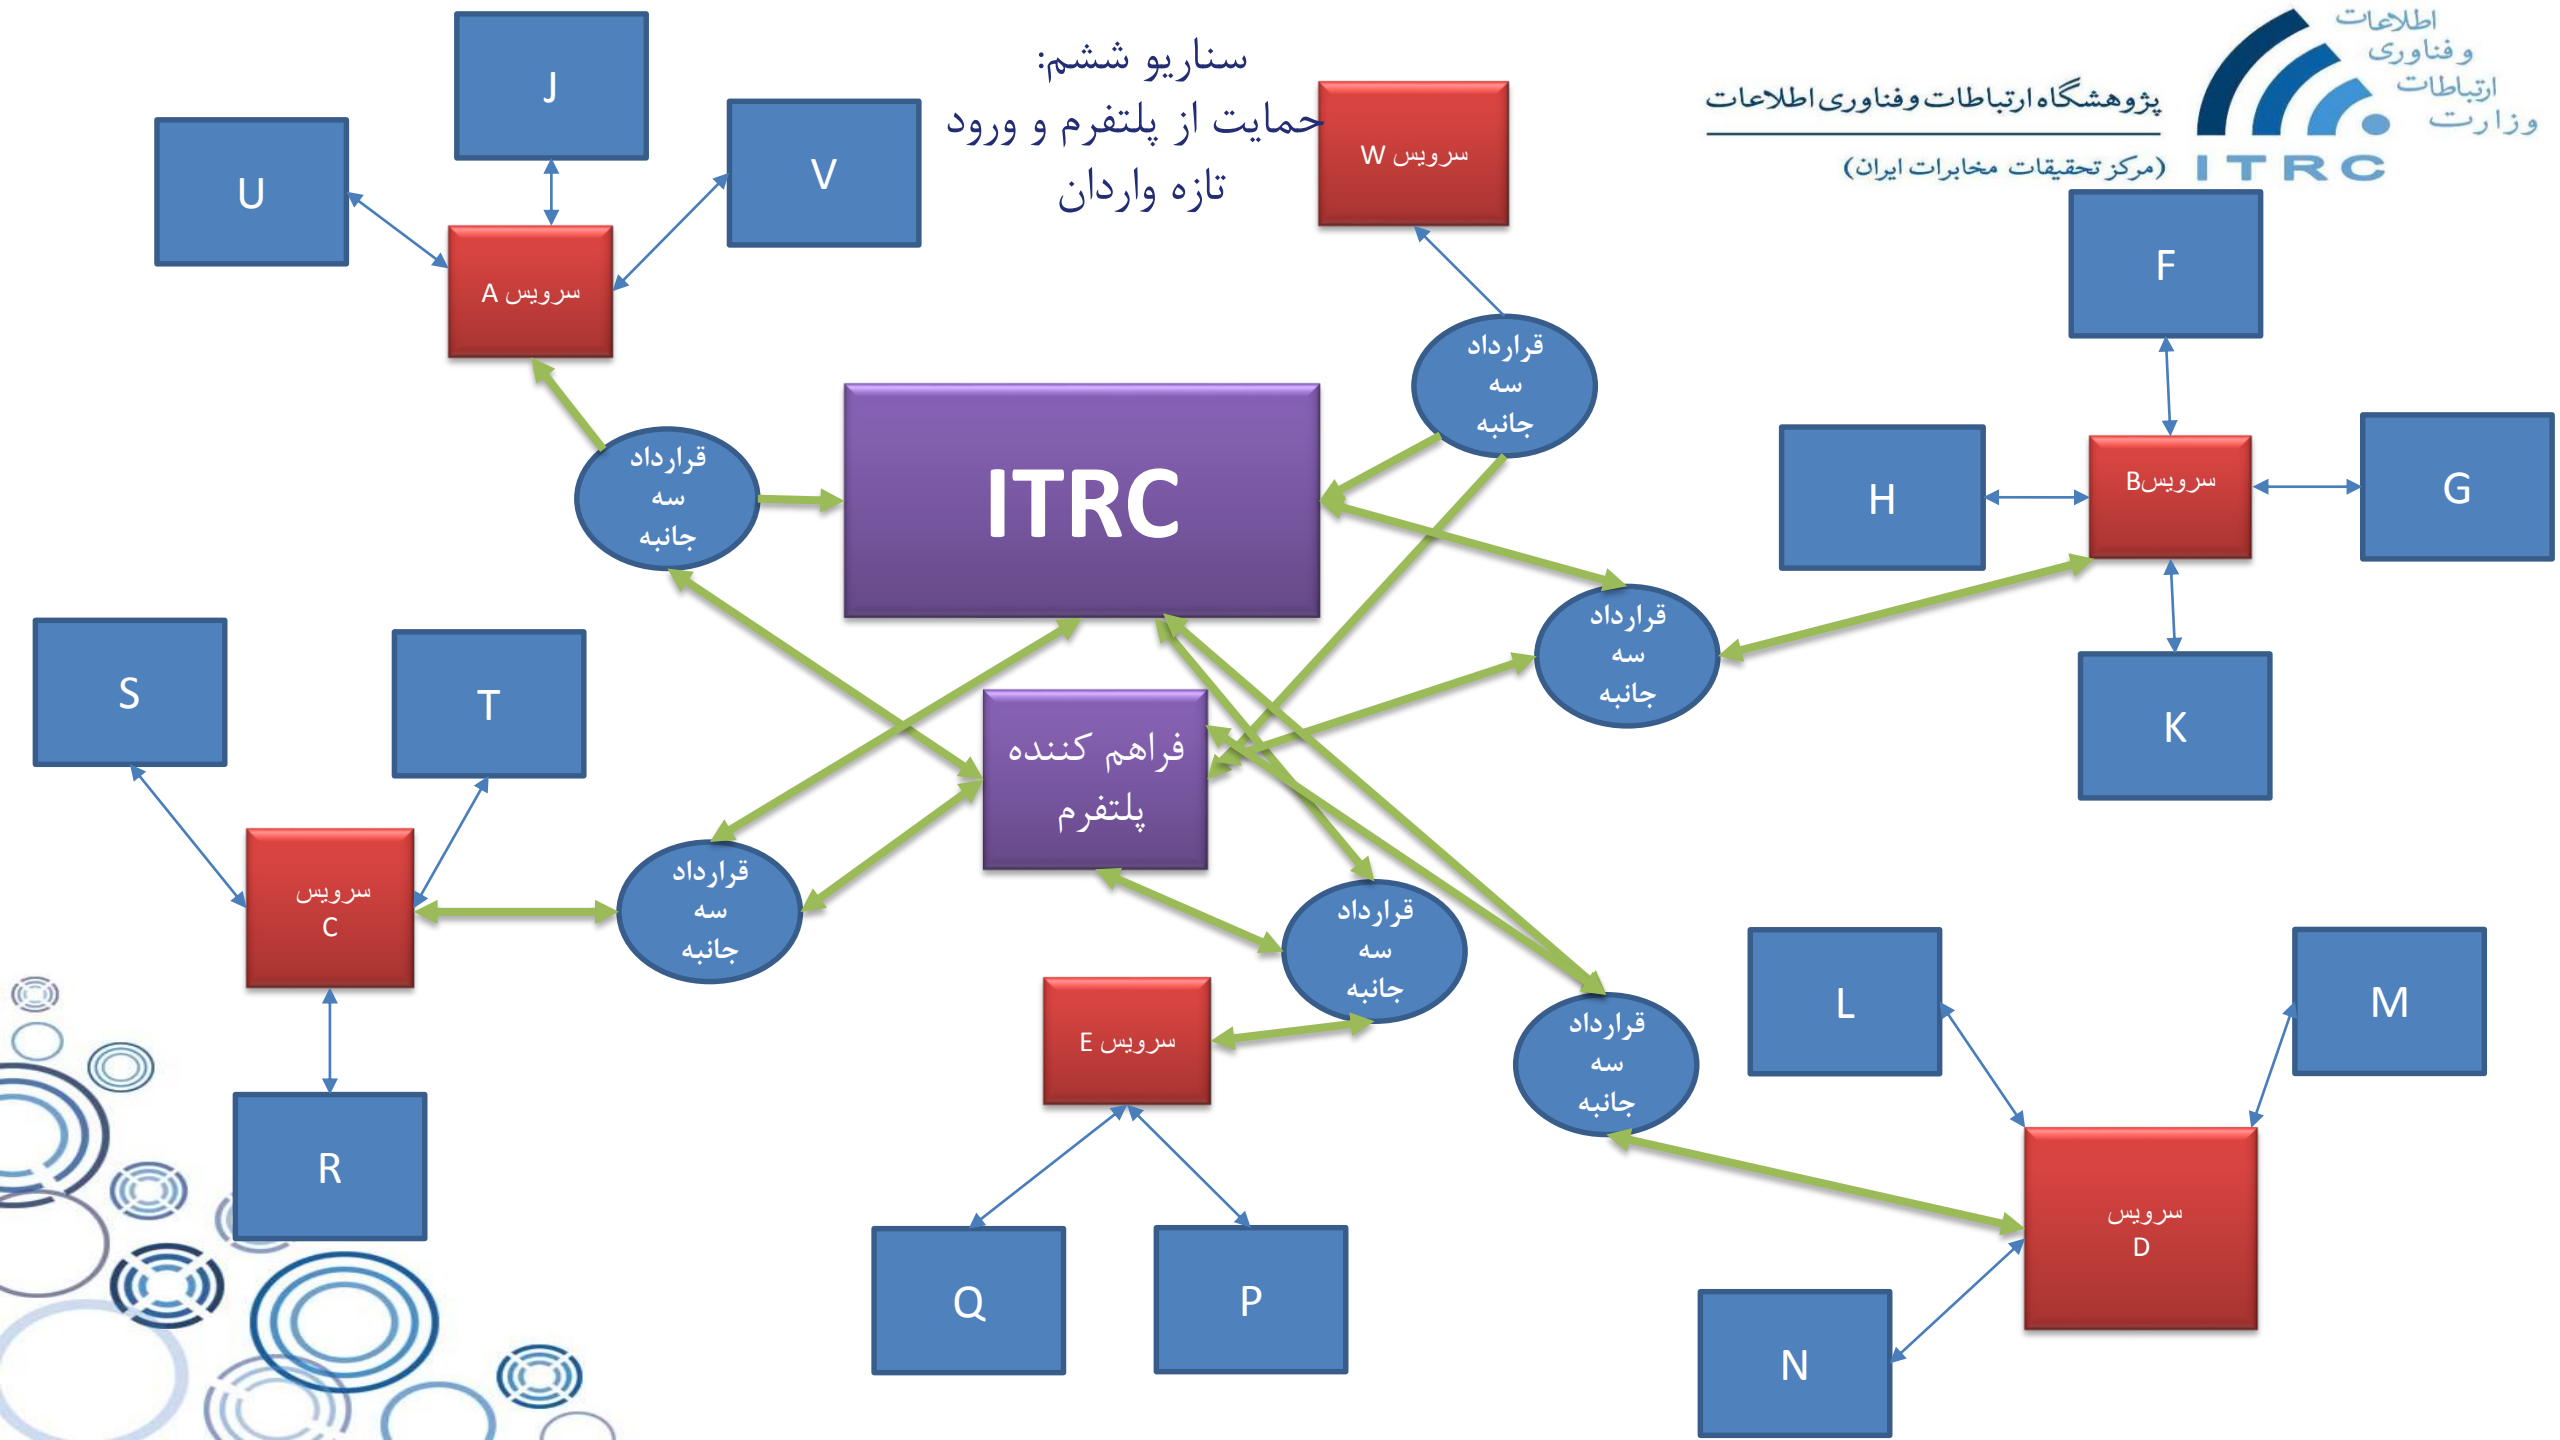 سناریو ششم:
حمایت از پلتفرم و ورود
تازه واردان
اطلاعات
و فناوری
ارتباطات
وزارت
پژوهشگاه ارتباطات و فناوری اطلاعات
(مرکز تحقیقات مخابرات ایران)
ITRC
J
U
V
سرویس A
سرویس W
F
H
سرویسB
G
K
قرارداد
سه
جانبه
قرارداد
سه
جانبه
ITRC
قرارداد
سه
جانبه
S
T
فراهم کننده
پلتفرم
سرویس
C
R
قرارداد
سه
جانبه
قرارداد
سه
جانبه
سرویس E
Q
P
قرارداد
سه
جانبه
L
M
سرویس
D
N